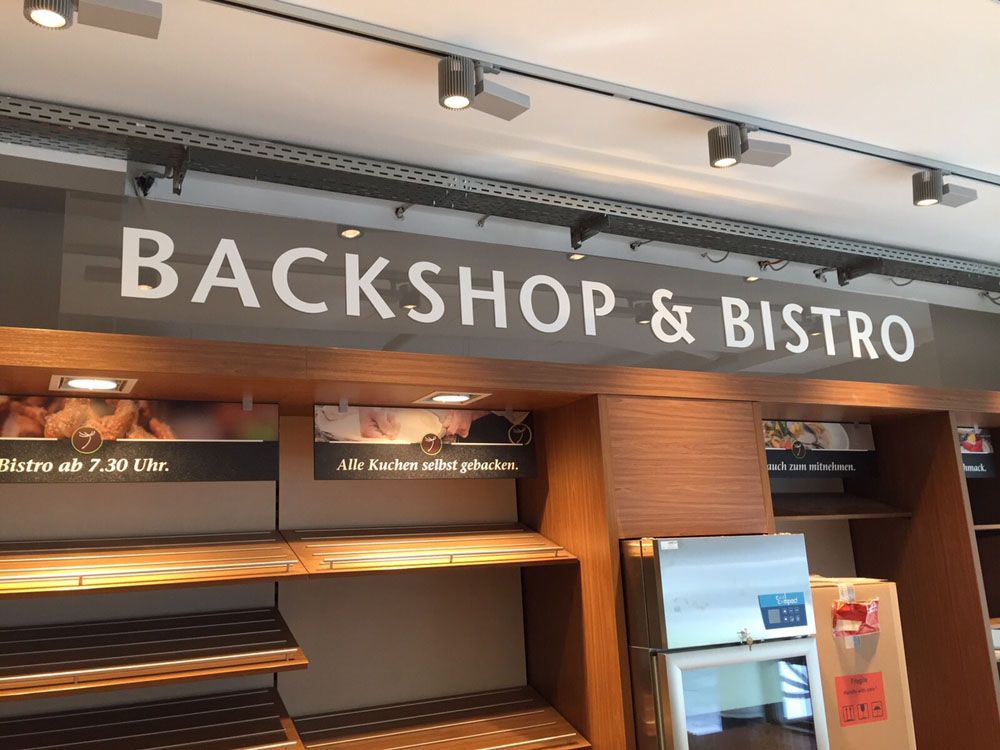 BACKSHOP & BISTRO
Bistro ab 7.30 Uhr.
Alle Kuchen selbst gebacken.
auch zum mitnehmen.
Fragile